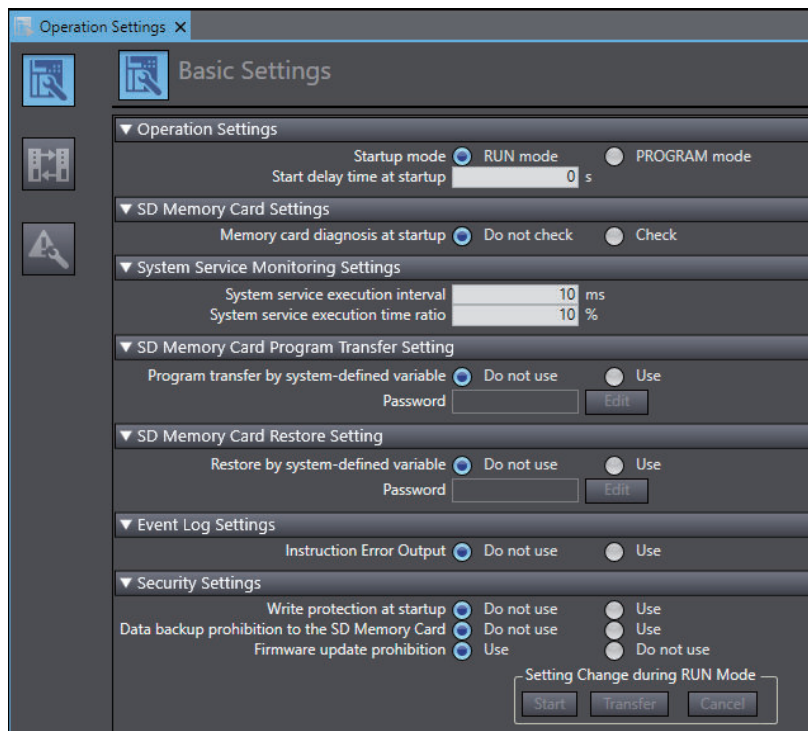 Operation Settings X
Basic Settings
▼ Operation Settings
Startup mode RUN mode PROGRAM mode
Start delay time at startup 0 s
▼ SD Memory Card Settings
Memory card diagnosis at startup Do not check Check
▼ System Service Monitoring Settings
System service execution interval 10 ms
System service execution time ratio 10 %
▼ SD Memory Card Program Transfer Setting
Program transfer by system-defined variable Do not use Use
Password Edit
▼ SD Memory Card Restore Setting
Restore by system-defined variable Do not use Use
Password Edit
▼ Event Log Settings
Instruction Error Output Do not use Use
▼ Security Settings
Write protection at startup Do not use Use
Data backup prohibition to the SD Memory Card Do not use Use
Firmware update prohibition Use Do not use
Setting Change during RUN Mode
Start Transfer Cancel